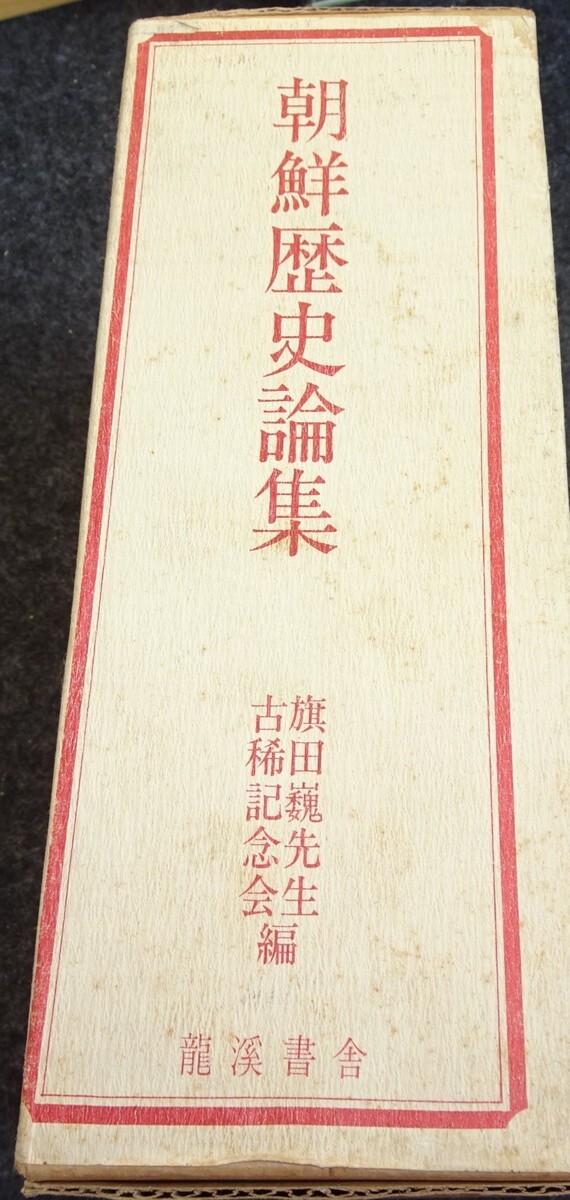 朝鮮歴史論集
旗田巍先生
古稀記念会
編
龍溪書舎